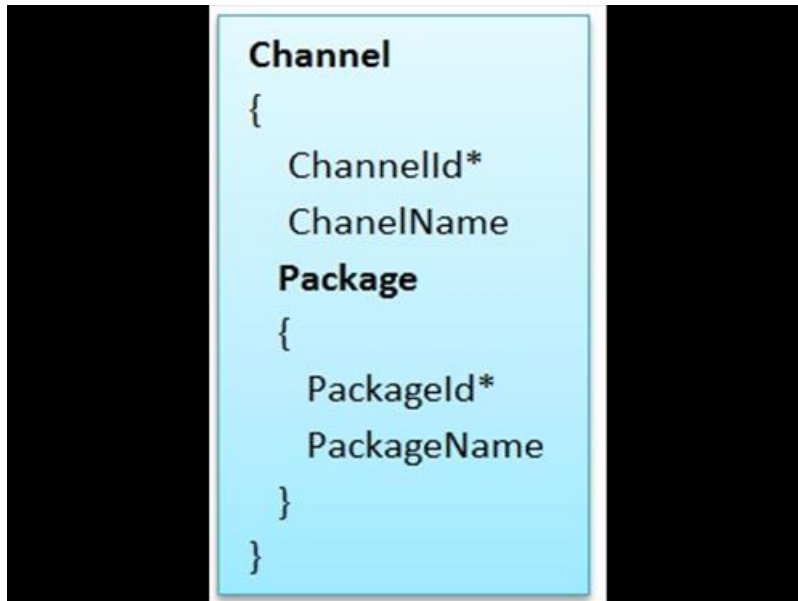 Channel
{
ChannelId*
ChanelName
Package
{
PackageId*
PackageName
}
}